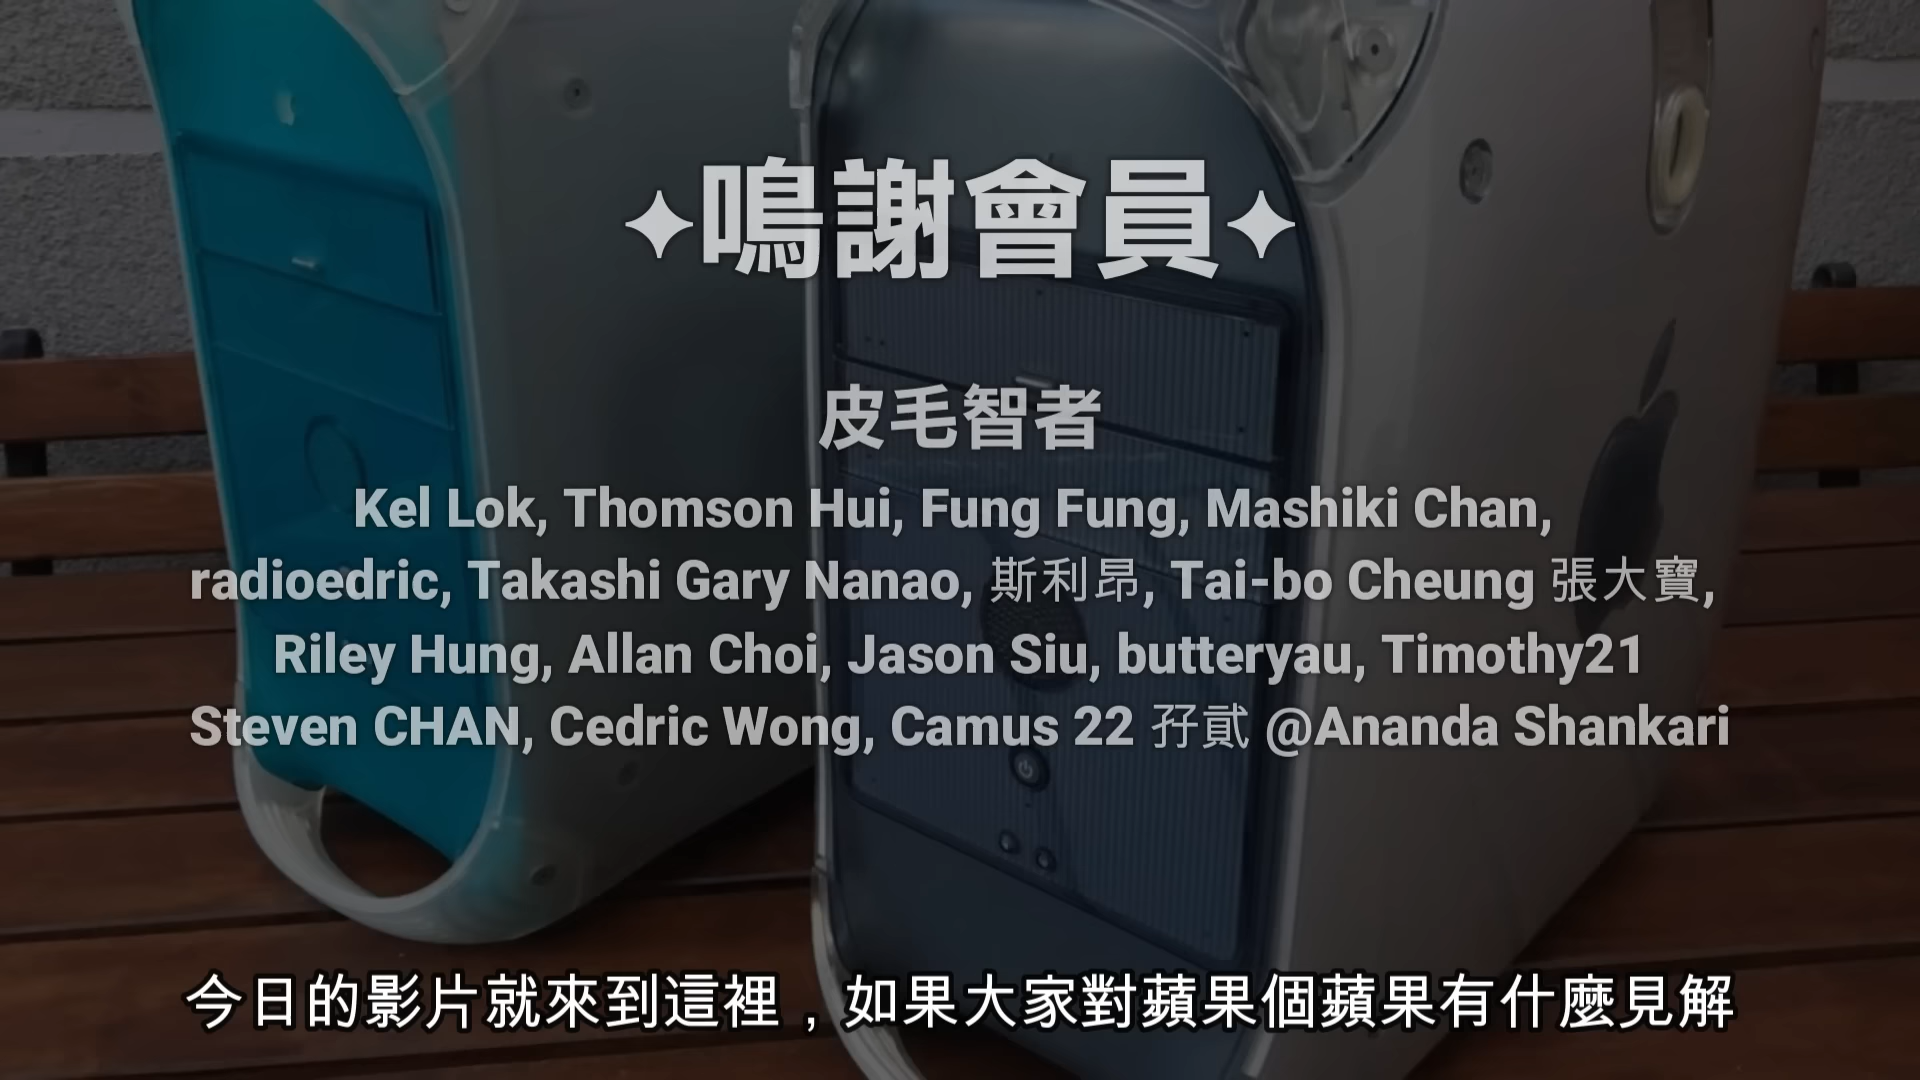 ✦鳴謝會員✦
皮毛智者
Kel Lok, Thomson Hui, Fung Fung, Mashiki Chan,
radioedric, Takashi Gary Nanao, 斯利昂, Tai-bo Cheung 張大寶,
Riley Hung, Allan Choi, Jason Siu, butteryau, Timothy21
Steven CHAN, Cedric Wong, Camus 22 孖貳 @Ananda Shankari
今日的影片就來到這裡，如果大家對蘋果個蘋果有什麼見解